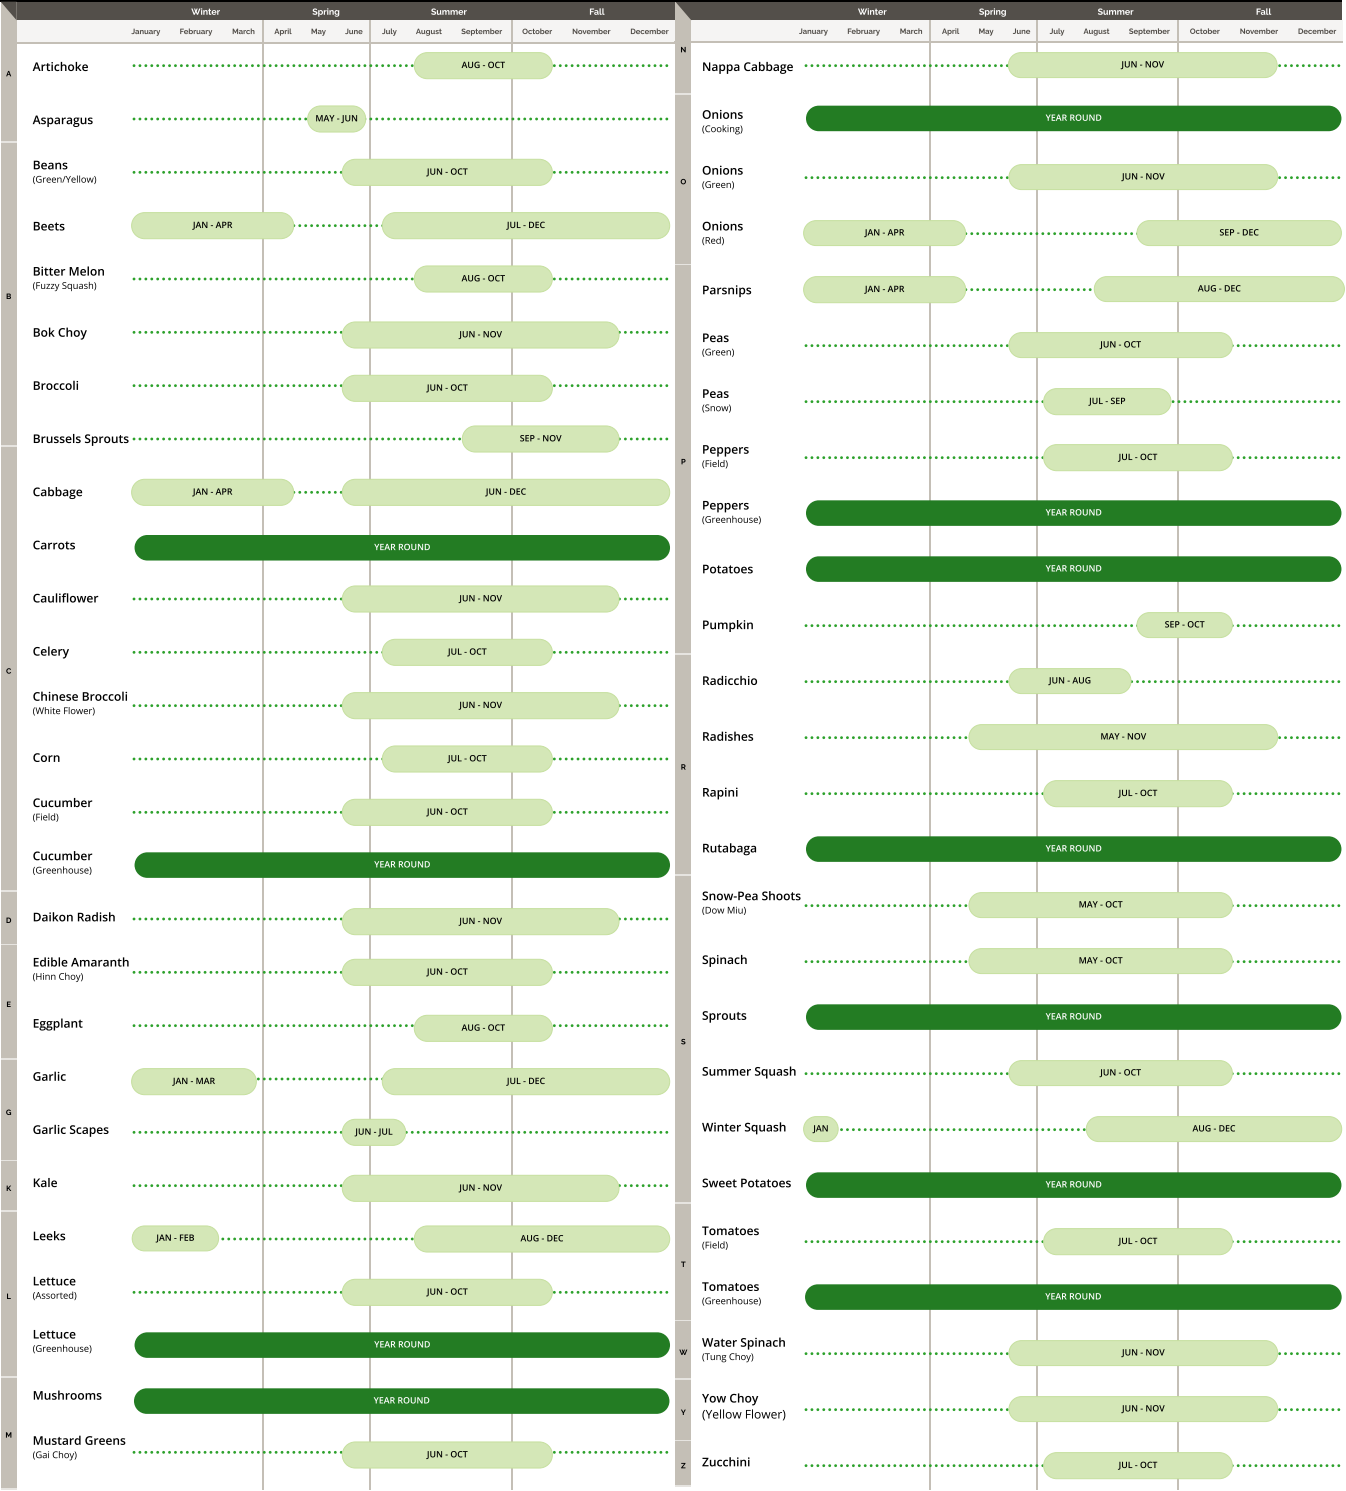 Winter Spring Summer Fall
January February March April May June July August September October November December
A
Artichoke AUG - OCT
Asparagus MAY - JUN
B
Beans JUN - OCT
(Green/Yellow)
Beets JAN - APR JUL - DEC
Bitter Melon AUG - OCT
(Fuzzy Squash)
Bok Choy JUN - NOV
Broccoli JUN - OCT
Brussels Sprouts SEP - NOV
C
Cabbage JAN - APR JUN - DEC
Carrots YEAR ROUND
Cauliflower JUN - NOV
Celery JUL - OCT
Chinese Broccoli JUN - NOV
(White Flower)
Corn JUL - OCT
Cucumber JUN - OCT
(Field)
Cucumber YEAR ROUND
(Greenhouse)
D
Daikon Radish JUN - NOV
E
Edible Amaranth JUN - OCT
(Hinn Choy)
Eggplant AUG - OCT
G
Garlic JAN - MAR JUL - DEC
Garlic Scapes JUN - JUL
K
Kale JUN - NOV
L
Leeks JAN - FEB AUG - DEC
Lettuce JUN - OCT
(Assorted)
Lettuce YEAR ROUND
(Greenhouse)
M
Mushrooms YEAR ROUND
Mustard Greens JUN - OCT
(Gai Choy)
Winter Spring Summer Fall
January February March April May June July August September October November December
N
Nappa Cabbage JUN - NOV
O
Onions YEAR ROUND
(Cooking)
Onions JUN - NOV
(Green)
Onions JAN - APR SEP - DEC
(Red)
P
Parsnips JAN - APR AUG - DEC
Peas JUN - OCT
(Green)
Peas JUL - SEP
(Snow)
Peppers JUL - OCT
(Field)
Peppers YEAR ROUND
(Greenhouse)
Potatoes YEAR ROUND
Pumpkin SEP - OCT
R
Radicchio JUN - AUG
Radishes MAY - NOV
Rapini JUL - OCT
Rutabaga YEAR ROUND
S
Snow-Pea Shoots MAY - OCT
(Dow Miu)
Spinach MAY - OCT
Sprouts YEAR ROUND
Summer Squash JUN - OCT
Winter Squash JAN AUG - DEC
Sweet Potatoes YEAR ROUND
T
Tomatoes JUL - OCT
(Field)
Tomatoes YEAR ROUND
(Greenhouse)
W
Water Spinach JUN - NOV
(Tung Choy)
Y
Yow Choy JUN - NOV
(Yellow Flower)
Z
Zucchini JUL - OCT